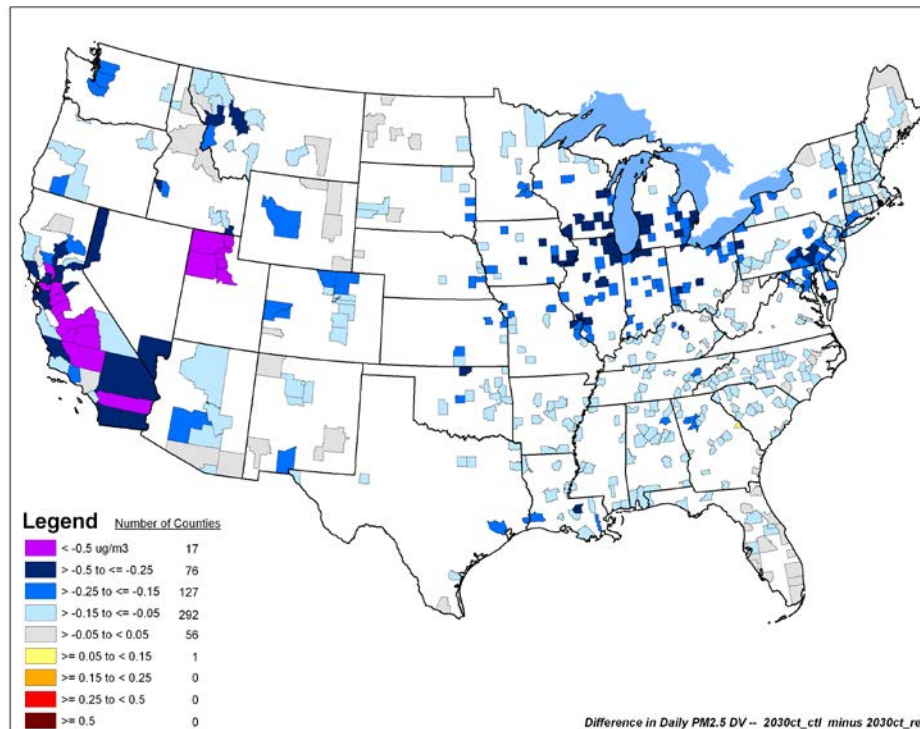 Legend Number of Counties
< -0.5 ug/m3 17
> -0.5 to <= -0.25 76
> -0.25 to <= -0.15 127
> -0.15 to <= -0.05 292
> -0.05 to < 0.05 56
>= 0.05 to < 0.15 1
>= 0.15 to < 0.25 0
>= 0.25 to < 0.5 0
>= 0.5 0
Difference in Daily PM2.5 DV -- 2030ct_ctl minus 2030ct_re